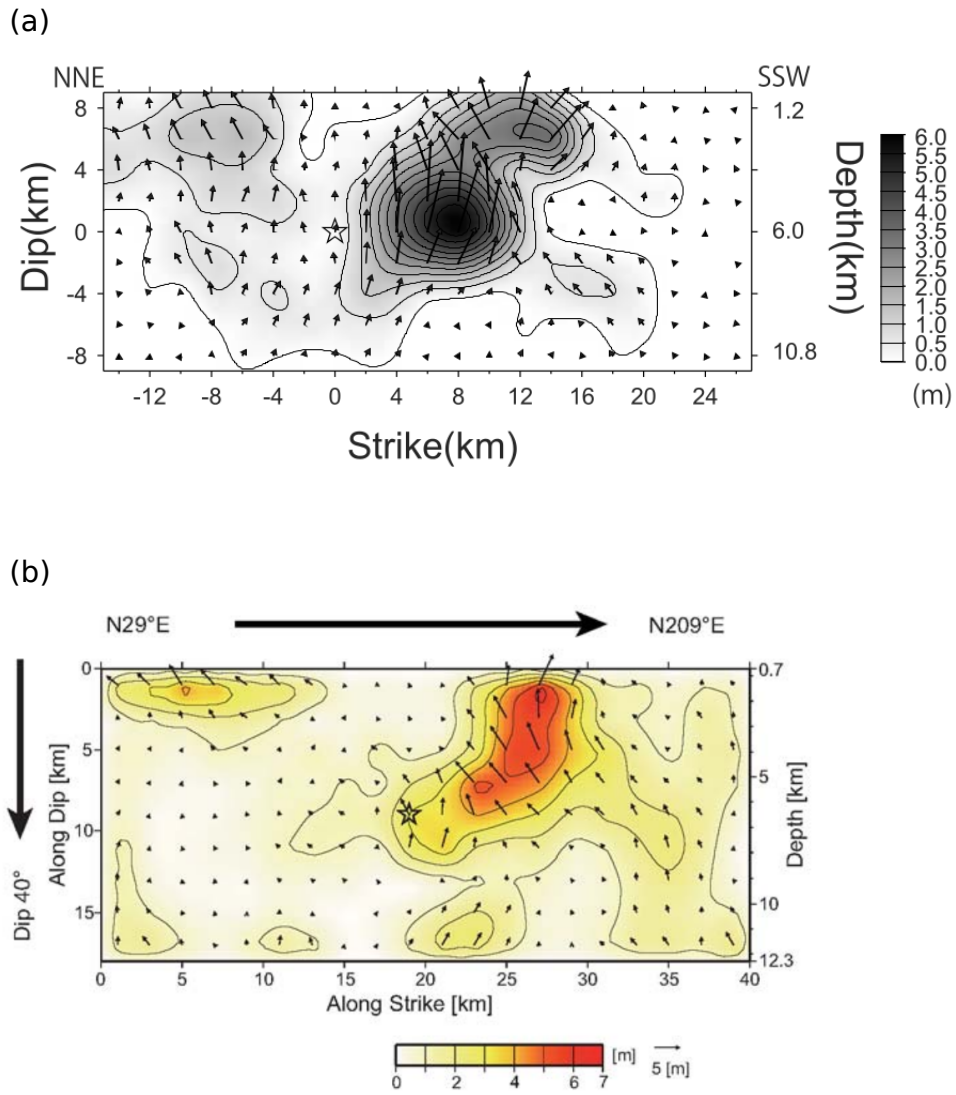 (a)
NNE
SSW
8
4
0
-4
-8
Dip(km)
1.2
6.0
10.8
Depth(km)
6.0
5.5
5.0
4.5
4.0
3.5
3.0
2.5
2.0
1.5
1.0
0.5
0.0
(m)
-12 -8 -4 0 4 8 12 16 20 24
Strike(km)
(b)
N29°E
N209°E
Dip 40°
Along Dip [km]
0
5
10
15
0.7
5
10
12.3
Depth [km]
0 5 10 15 20 25 30 35 40
Along Strike [km]
[m]
0 2 4 6 7
5 [m]